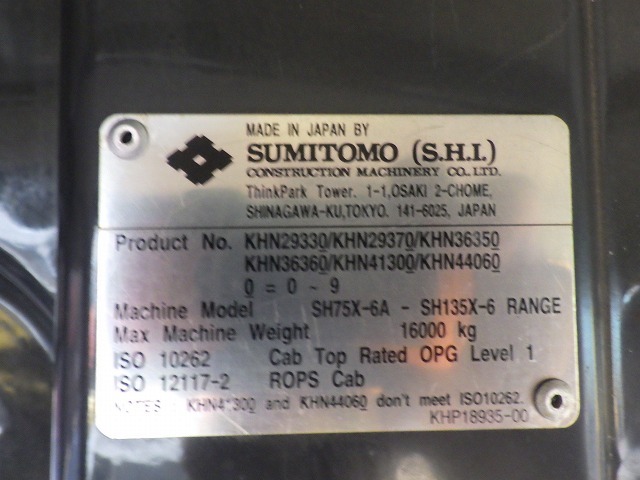 MADE IN JAPAN BY
SUMITOMO (S.H.I.)
CONSTRUCTION MACHINERY CO., LTD.
ThinkPark Tower. 1-1,OSAKI 2-CHOME,
SHINAGAWA-KU,TOKYO. 141-6025, JAPAN
Product No. KHN29330/KHN29370/KHN36350
KHN36360/KHN41300/KHN44060
0 = 0 ~ 9
Machine Model SH75X-6A - SH135X-6 RANGE
Max Machine Weight 16000 kg
ISO 10262 Cab Top Rated OPG Level 1
ISO 12117-2 ROPS Cab
NOTES : KHN41300 and KHN44060 don't meet ISO10262.
KHP18935-00